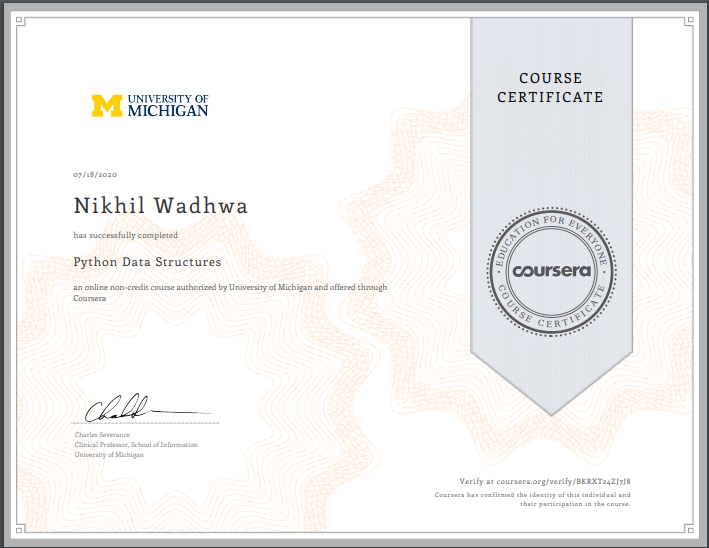 UNIVERSITY OF
MICHIGAN
COURSE
CERTIFICATE
07/18/2020
Nikhil Wadhwa
has successfully completed
Python Data Structures
an online non-credit course authorized by University of Michigan and offered through
Coursera
EDUCATION FOR EVERYONE
coursera
COURSE CERTIFICATE
Charles Severance
Clinical Professor, School of Information
University of Michigan
Verify at coursera.org/verify/BKRXT24ZJ7J8
Coursera has confirmed the identity of this individual and
their participation in the course.